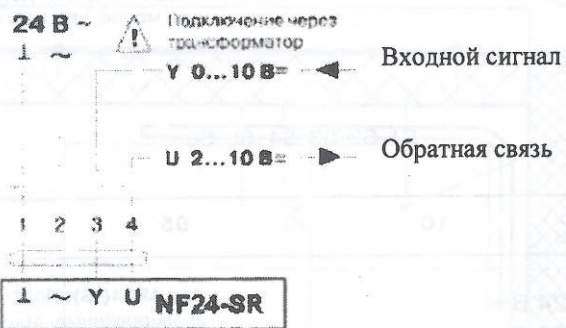 24 В ~
Подключение через
трансформатор
⊥ ~
Y 0...10 В=
Входной сигнал
U 2...10 В=
Обратная связь
1 2 3 4
⊥ ~ Y U NF24-SR